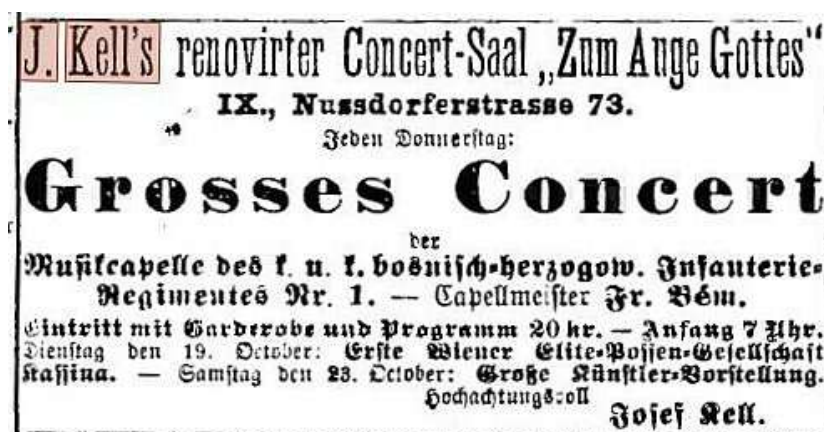 J. Kell's renovirter Concert-Saal „Zum Auge Gottes“
IX., Nussdorferstrasse 73.
Jeden Donnerstag:
Grosses Concert
der
Musikcapelle des k. u. k. bosnisch-herzogow. Infanterie-
Regimentes Nr. 1. — Capellmeister Fr. Bém.
Eintritt mit Garderobe und Programm 20 kr. — Anfang 7 Uhr.
Dienstag den 19. October: Erste Wiener Elite-Possen-Gesellschaft
Kassina. — Samstag den 23. October: Große Künstler-Vorstellung.
Hochachtungsvoll
Josef Kell.